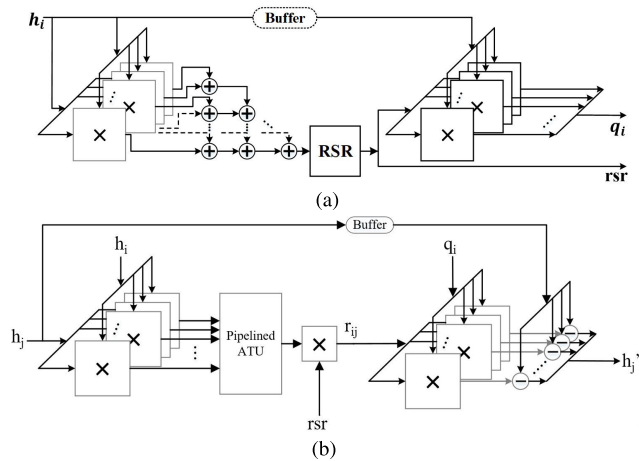 h_i
Buffer
RSR
q_i
rsr
(a)
Buffer
h_i
q_i
h_j
Pipelined
ATU
r_ij
h_j’
rsr
(b)